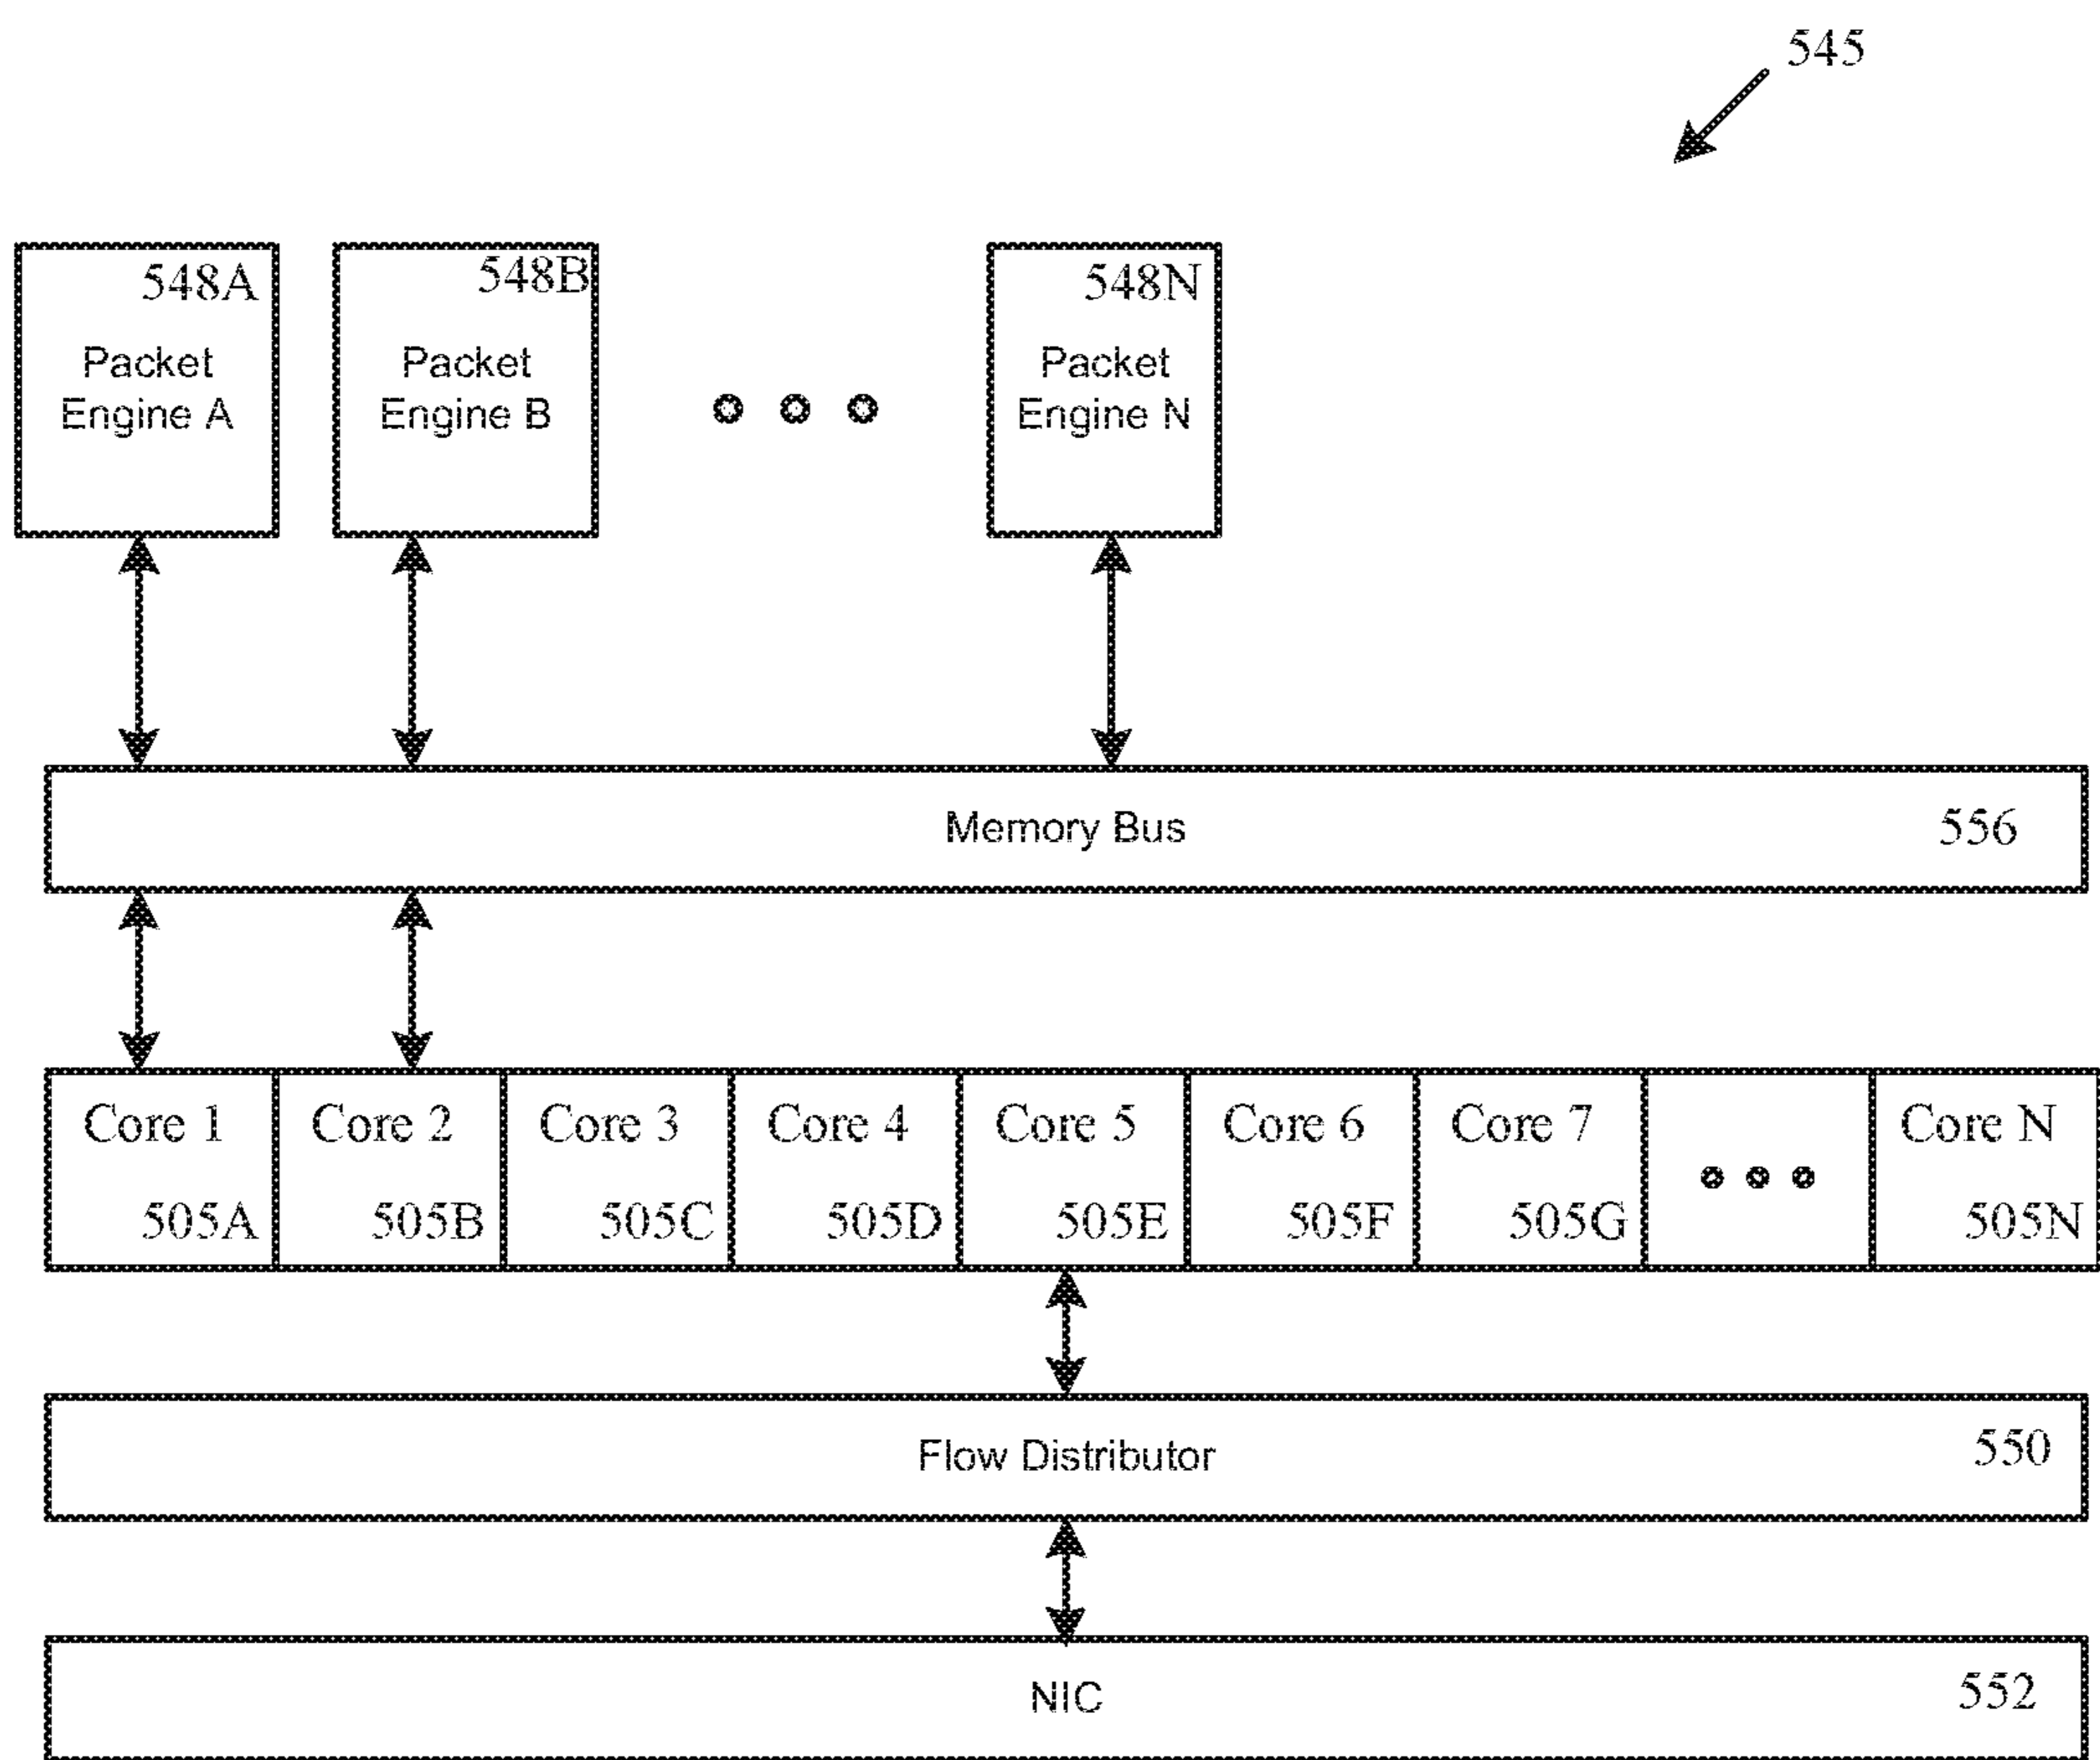 545
548A
Packet
Engine A
548B
Packet
Engine B
548N
Packet
Engine N
Memory Bus
556
Core 1
Core 2
Core 3
Core 4
Core 5
Core 6
Core 7
Core N
505A
505B
505C
505D
505E
505F
505G
505N
Flow Distributor
550
NIC
552